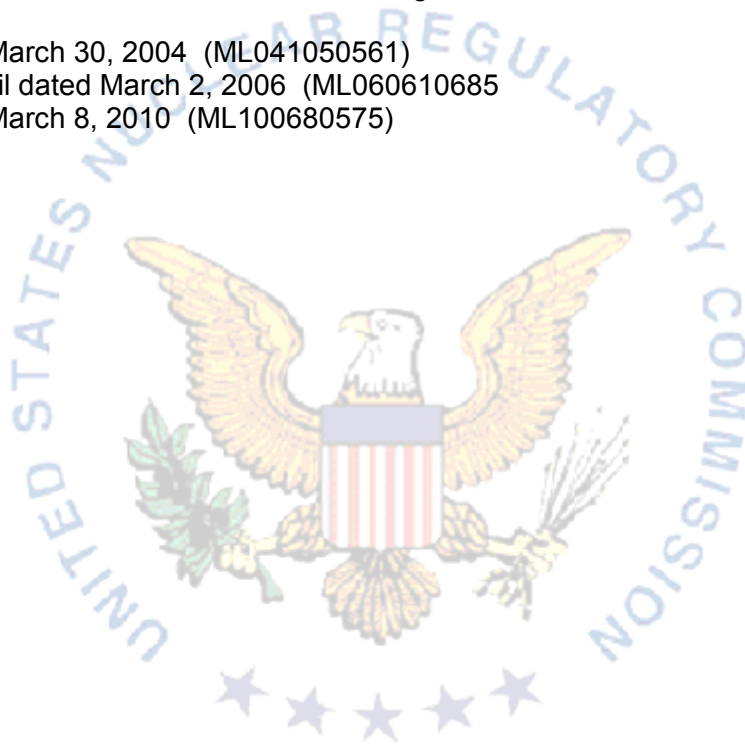 March 30, 2004 (ML041050561)
il dated March 2, 2006 (ML060610685
March 8, 2010 (ML100680575)
UNITED STATES NUCLEAR REGULATORY COMMISSION